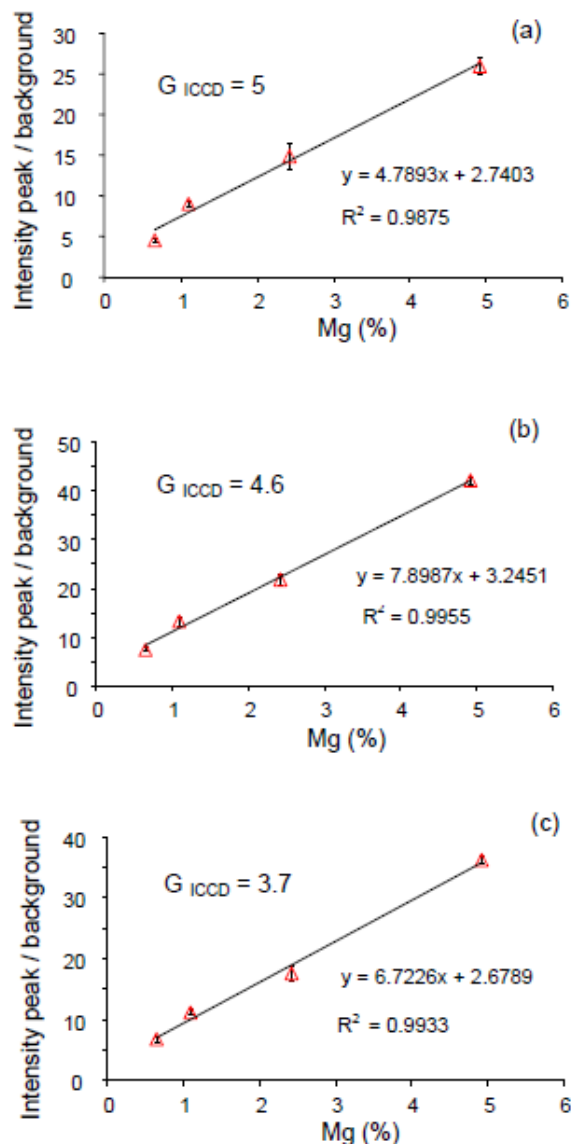 (a)
30
25
20
15
10
5
0
Intensity peak / background
G ICCD = 5
y = 4.7893x + 2.7403
R² = 0.9875
0 1 2 3 4 5 6
Mg (%)
(b)
50
40
30
20
10
0
Intensity peak / background
G ICCD = 4.6
y = 7.8987x + 3.2451
R² = 0.9955
0 1 2 3 4 5 6
Mg (%)
(c)
40
30
20
10
0
Intensity peak / background
G ICCD = 3.7
y = 6.7226x + 2.6789
R² = 0.9933
0 1 2 3 4 5 6
Mg (%)